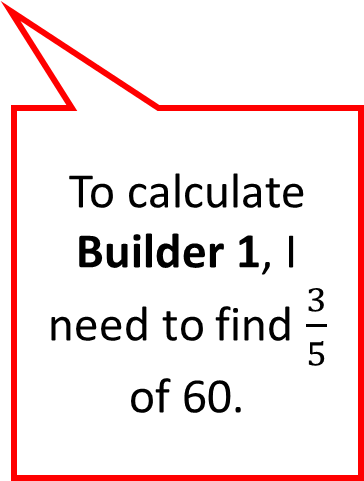 To calculate
Builder 1, I
need to find 3/5
of 60.